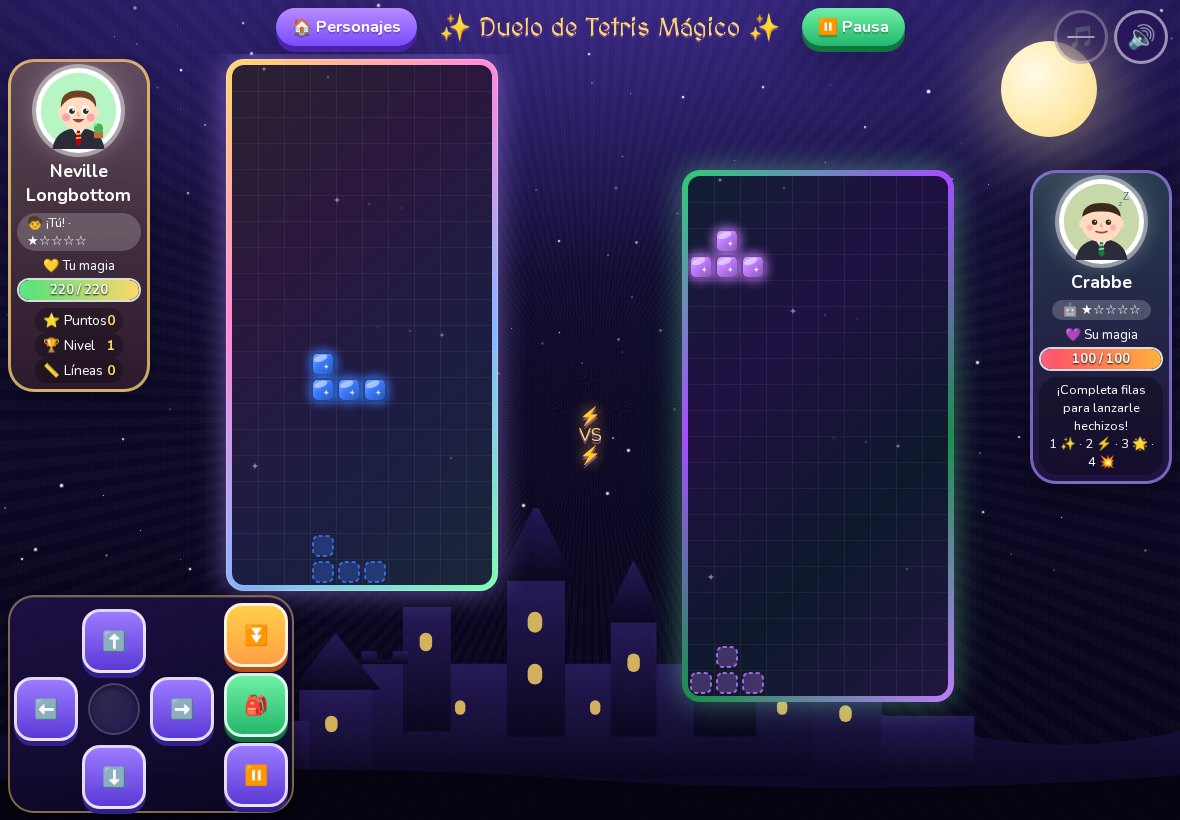 🏠 Personajes
✨ Duelo de Tetris Mágico ✨
⏸️ Pausa
Neville
Longbottom
🧒 ¡Tú! ·
★☆☆☆☆
💛 Tu magia
220 / 220
⭐ Puntos 0
🏆 Nivel 1
📏 Líneas 0
⚡
VS
⚡
z Z
Crabbe
🤖 ★☆☆☆☆
💜 Su magia
100 / 100
¡Completa filas
para lanzarle
hechizos!
1 ✨ · 2 ⚡ · 3 🌟 ·
4 💥